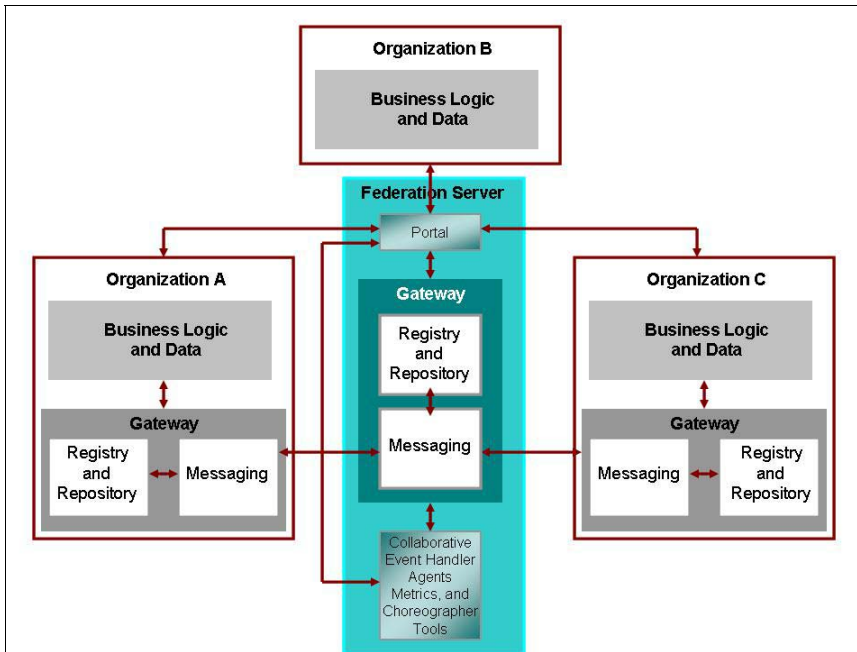 Organization B
Business Logic
and Data
Federation Server
Portal
Organization A
Business Logic
and Data
Gateway
Registry
and
Repository
Messaging
Gateway
Registry
and
Repository
Messaging
Collaborative
Event Handler
Agents
Metrics, and
Choreographer
Tools
Organization C
Business Logic
and Data
Gateway
Messaging
Registry
and
Repository